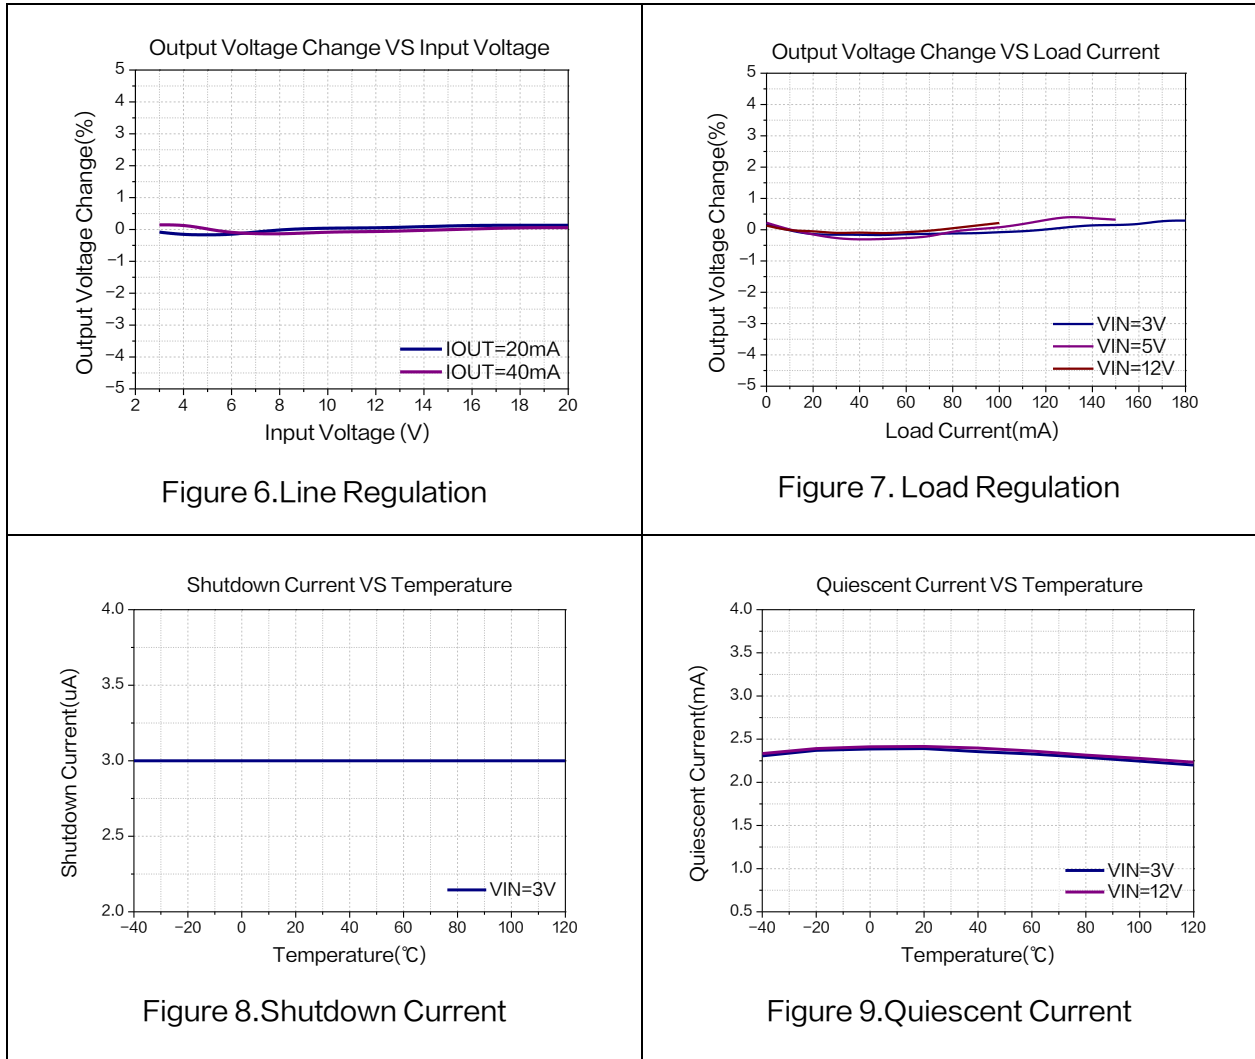 Output Voltage Change VS Input Voltage
5
4
3
2
1
0
−1
−2
−3
−4
−5
Output Voltage Change(%)
IOUT=20mA
IOUT=40mA
2 4 6 8 10 12 14 16 18 20
Input Voltage (V)
Figure 6.Line Regulation
Output Voltage Change VS Load Current
5
4
3
2
1
0
−1
−2
−3
−4
−5
Output Voltage Change(%)
VIN=3V
VIN=5V
VIN=12V
0 20 40 60 80 100 120 140 160 180
Load Current(mA)
Figure 7. Load Regulation
Shutdown Current VS Temperature
4.0
3.5
3.0
2.5
2.0
Shutdown Current(uA)
VIN=3V
−40 −20 0 20 40 60 80 100 120
Temperature(℃)
Figure 8.Shutdown Current
Quiescent Current VS Temperature
4.0
3.5
3.0
2.5
2.0
1.5
1.0
0.5
Quiescent Current(mA)
VIN=3V
VIN=12V
−40 −20 0 20 40 60 80 100 120
Temperature(℃)
Figure 9.Quiescent Current